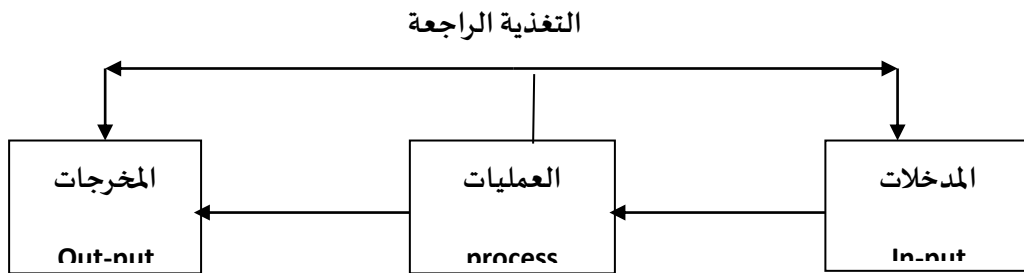 التغذية الراجعة
المدخلات
In-put
العمليات
process
المخرجات
Out-put